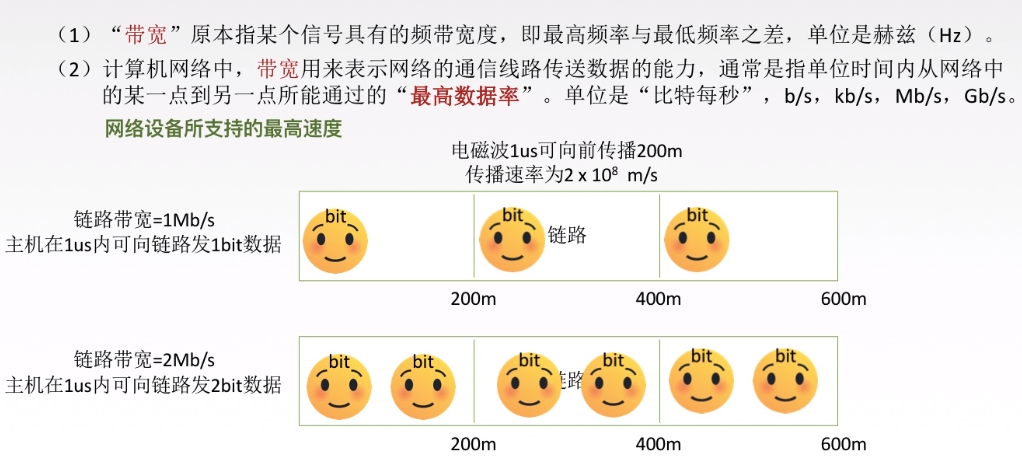 （1）“带宽”原本指某个信号具有的频带宽度，即最高频率与最低频率之差，单位是赫兹（Hz）。
（2）计算机网络中，带宽用来表示网络的通信线路传送数据的能力，通常是指单位时间内从网络中
的某一点到另一点所能通过的“最高数据率”。单位是“比特每秒”，b/s，kb/s，Mb/s，Gb/s。
网络设备所支持的最高速度
电磁波1us可向前传播200m
传播速率为2 x 10⁸ m/s
链路带宽=1Mb/s
主机在1us内可向链路发1bit数据
bit bit 链路 bit
200m 400m 600m
链路带宽=2Mb/s
主机在1us内可向链路发2bit数据
bit bit bit 路 bit bit bit
200m 400m 600m